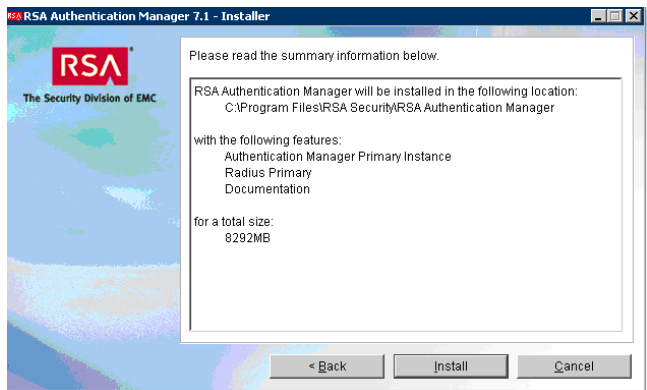 RSA Authentication Manager 7.1 - Installer
RSA
The Security Division of EMC
Please read the summary information below.
RSA Authentication Manager will be installed in the following location:
C:\Program Files\RSA Security\RSA Authentication Manager
with the following features:
Authentication Manager Primary Instance
Radius Primary
Documentation
for a total size:
8292MB
< Back
Install
Cancel